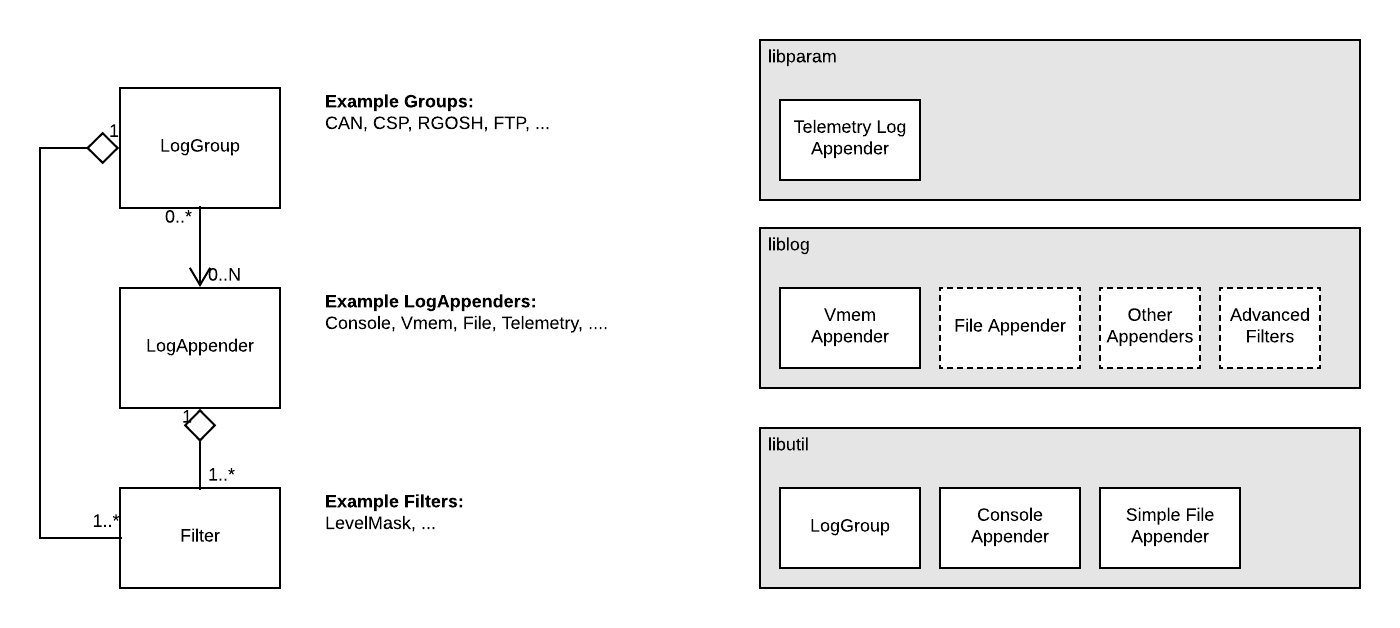 1
LogGroup
0..*
0..N
LogAppender
1
1..*
1..*
Filter
Example Groups:
CAN, CSP, RGOSH, FTP, ...
Example LogAppenders:
Console, Vmem, File, Telemetry, ....
Example Filters:
LevelMask, ...
libparam
Telemetry Log
Appender
liblog
Vmem
Appender
File Appender
Other
Appenders
Advanced
Filters
libutil
LogGroup
Console
Appender
Simple File
Appender